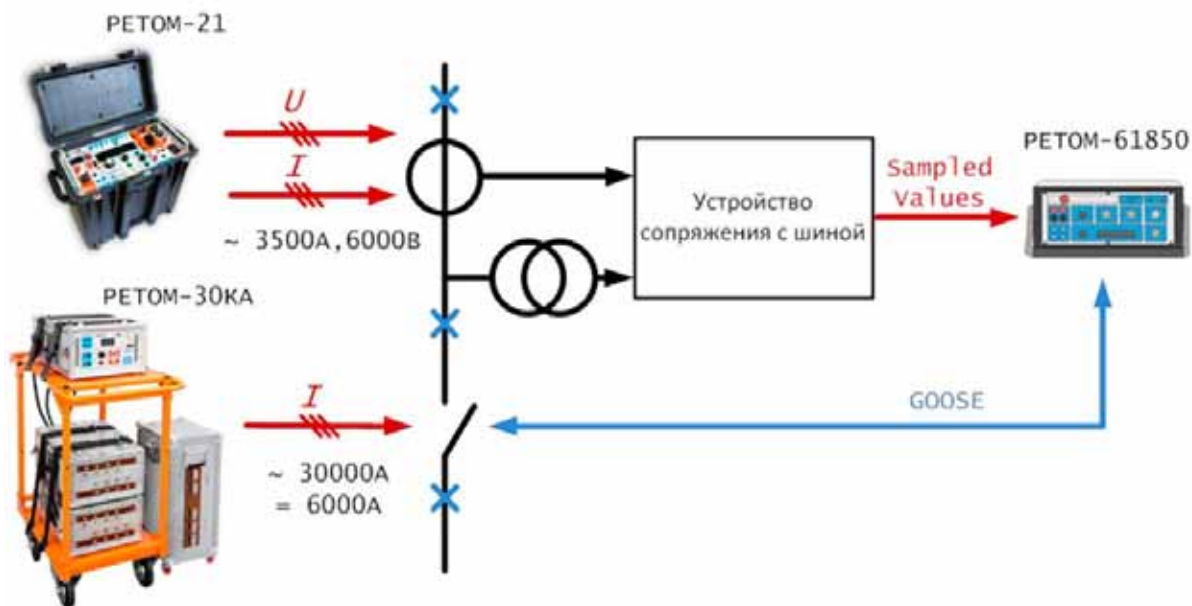 РЕТОМ-21
U
I
~ 3500А,6000В
РЕТОМ-30КА
I
~ 30000А
= 6000А
Устройство
сопряжения с шиной
Sampled
Values
РЕТОМ-61850
GOOSE